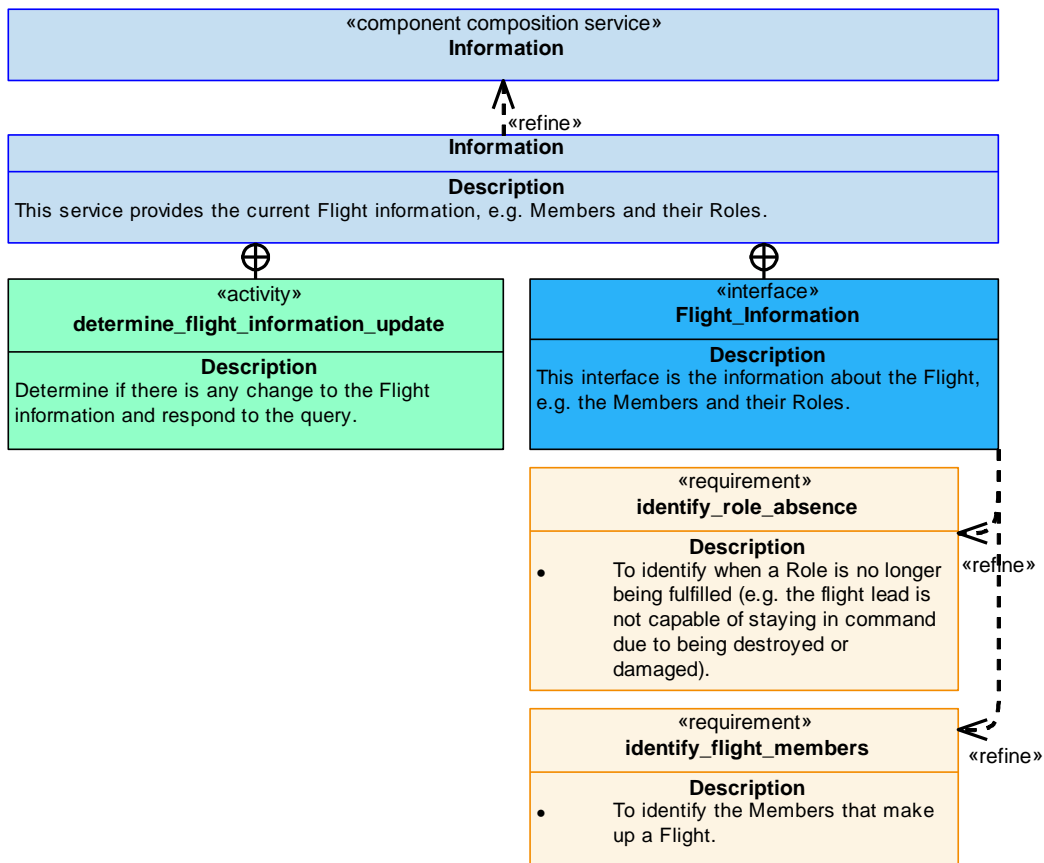 «component composition service»
Information
«refine»
Information
Description
This service provides the current Flight information, e.g. Members and their Roles.
«activity»
determine_flight_information_update
Description
Determine if there is any change to the Flight
information and respond to the query.
«interface»
Flight_Information
Description
This interface is the information about the Flight,
e.g. the Members and their Roles.
«requirement»
identify_role_absence
Description
• To identify when a Role is no longer
being fulfilled (e.g. the flight lead is
not capable of staying in command
due to being destroyed or
damaged).
«refine»
«requirement»
identify_flight_members
Description
• To identify the Members that make
up a Flight.
«refine»